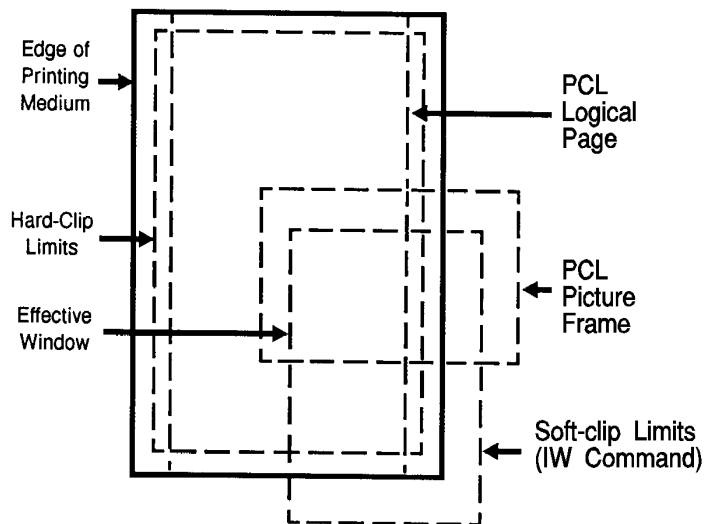 Edge of
Printing
Medium
PCL
Logical
Page
Hard-Clip
Limits
PCL
Picture
Frame
Effective
Window
Soft-clip Limits
(IW Command)